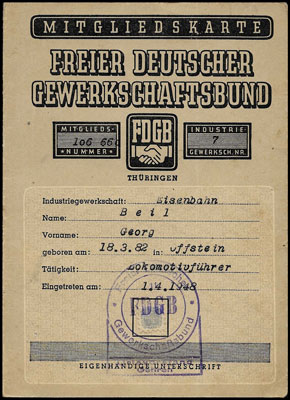 MITGLIEDSKARTE
FREIER DEUTSCHER
GEWERKSCHAFTSBUND
MITGLIEDS-
NUMMER
FDGB
INDUSTRIE-
7
GEWERKSCH.NR.
THÜRINGEN
Industriegewerkschaft: Eisenbahn
Name: Beil
Vorname: Georg
geboren am: 18.3.82 in: Offstein
Tätigkeit: Lokomotivführer
Eingetreten am: 1.4.1948
FDGB
Gewerkschaftsbund
EIGENHÄNDIGE UNTERSCHRIFT